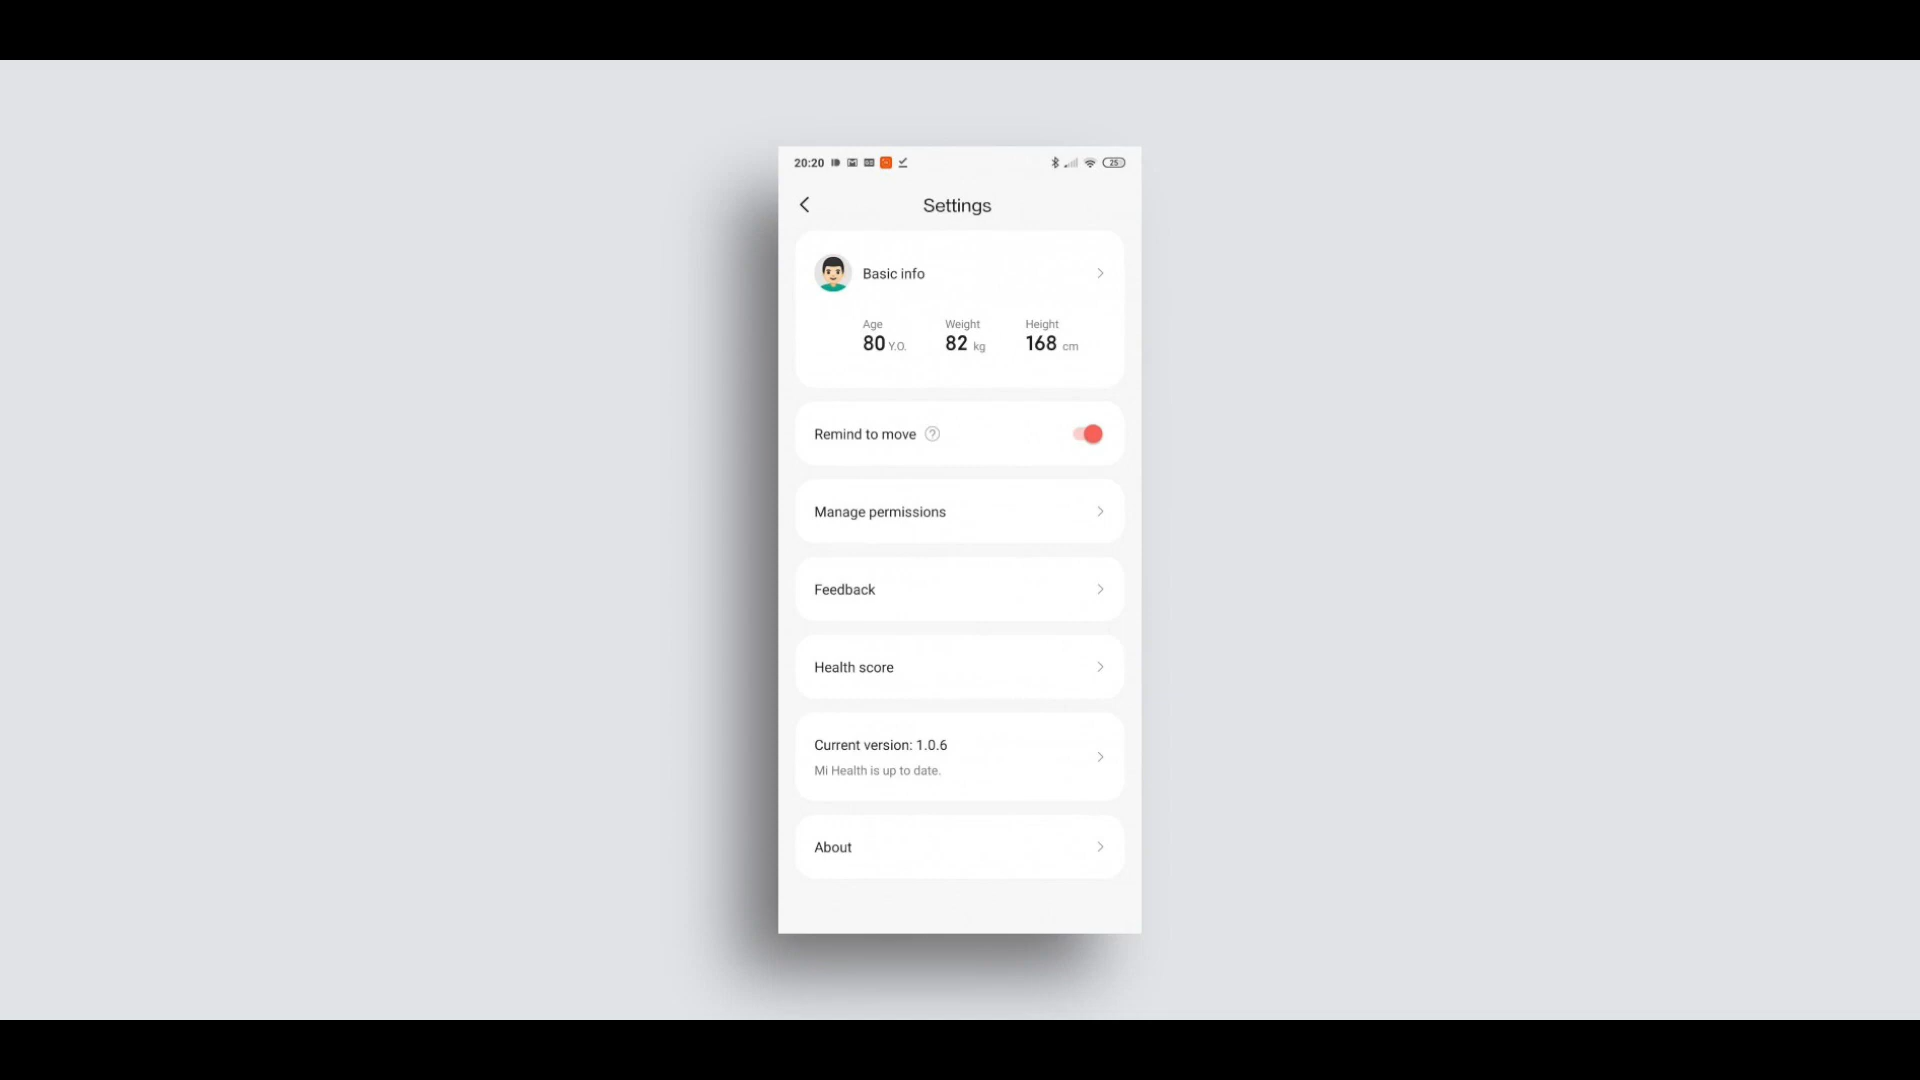 20:20 25
Settings
Basic info
Age Weight Height
80 Y.O. 82 kg 168 cm
Remind to move ?
Manage permissions
Feedback
Health score
Current version: 1.0.6
Mi Health is up to date.
About